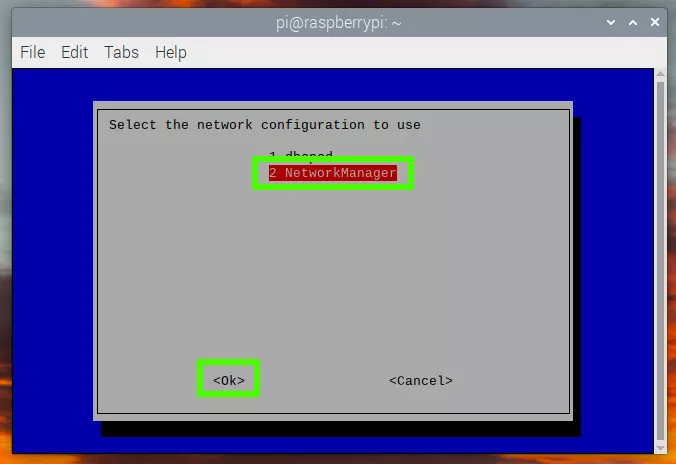 pi@raspberrypi: ~
File Edit Tabs Help
Select the network configuration to use
1 dhcpcd
2 NetworkManager
<Ok> <Cancel>